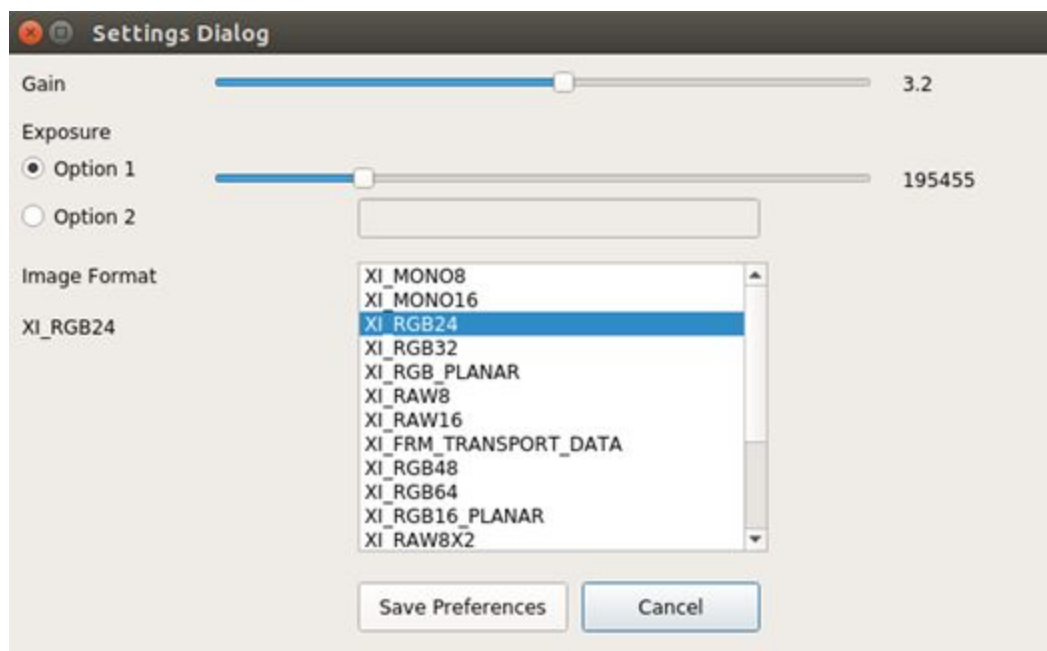 Settings Dialog
Gain 3.2
Exposure
Option 1 195455
Option 2
Image Format
XI_RGB24
XI_MONO8
XI_MONO16
XI_RGB24
XI_RGB32
XI_RGB_PLANAR
XI_RAW8
XI_RAW16
XI_FRM_TRANSPORT_DATA
XI_RGB48
XI_RGB64
XI_RGB16_PLANAR
XI_RAW8X2
Save Preferences Cancel